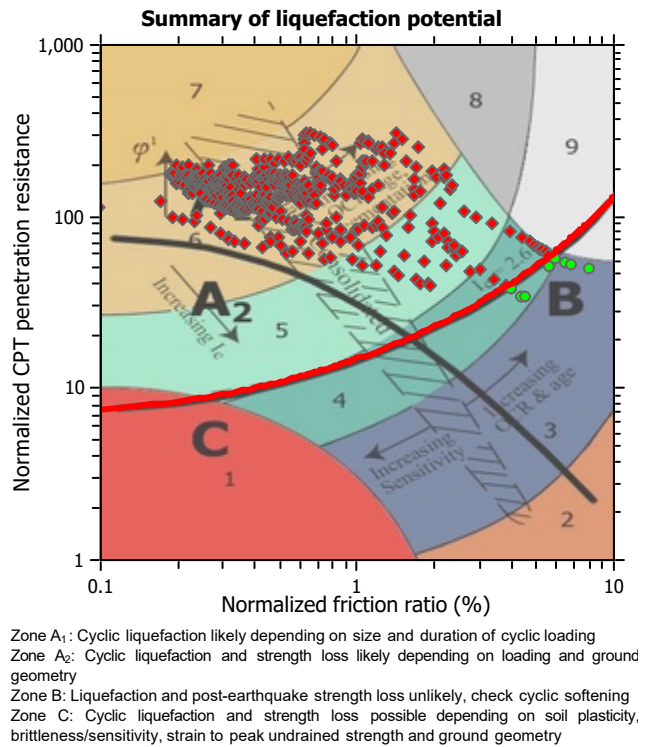 Summary of liquefaction potential
1,000
7
8
9
φ'
100
6
A2
B
Increasing Ic
5
10
4
Increasing
OCR & age
C
3
Increasing
Sensitivity
1
2
1
0.1
1
10
Normalized CPT penetration resistance
Normalized friction ratio (%)
Zone A1: Cyclic liquefaction likely depending on size and duration of cyclic loading
Zone A2: Cyclic liquefaction and strength loss likely depending on loading and ground
geometry
Zone B: Liquefaction and post-earthquake strength loss unlikely, check cyclic softening
Zone C: Cyclic liquefaction and strength loss possible depending on soil plasticity,
brittleness/sensitivity, strain to peak undrained strength and ground geometry